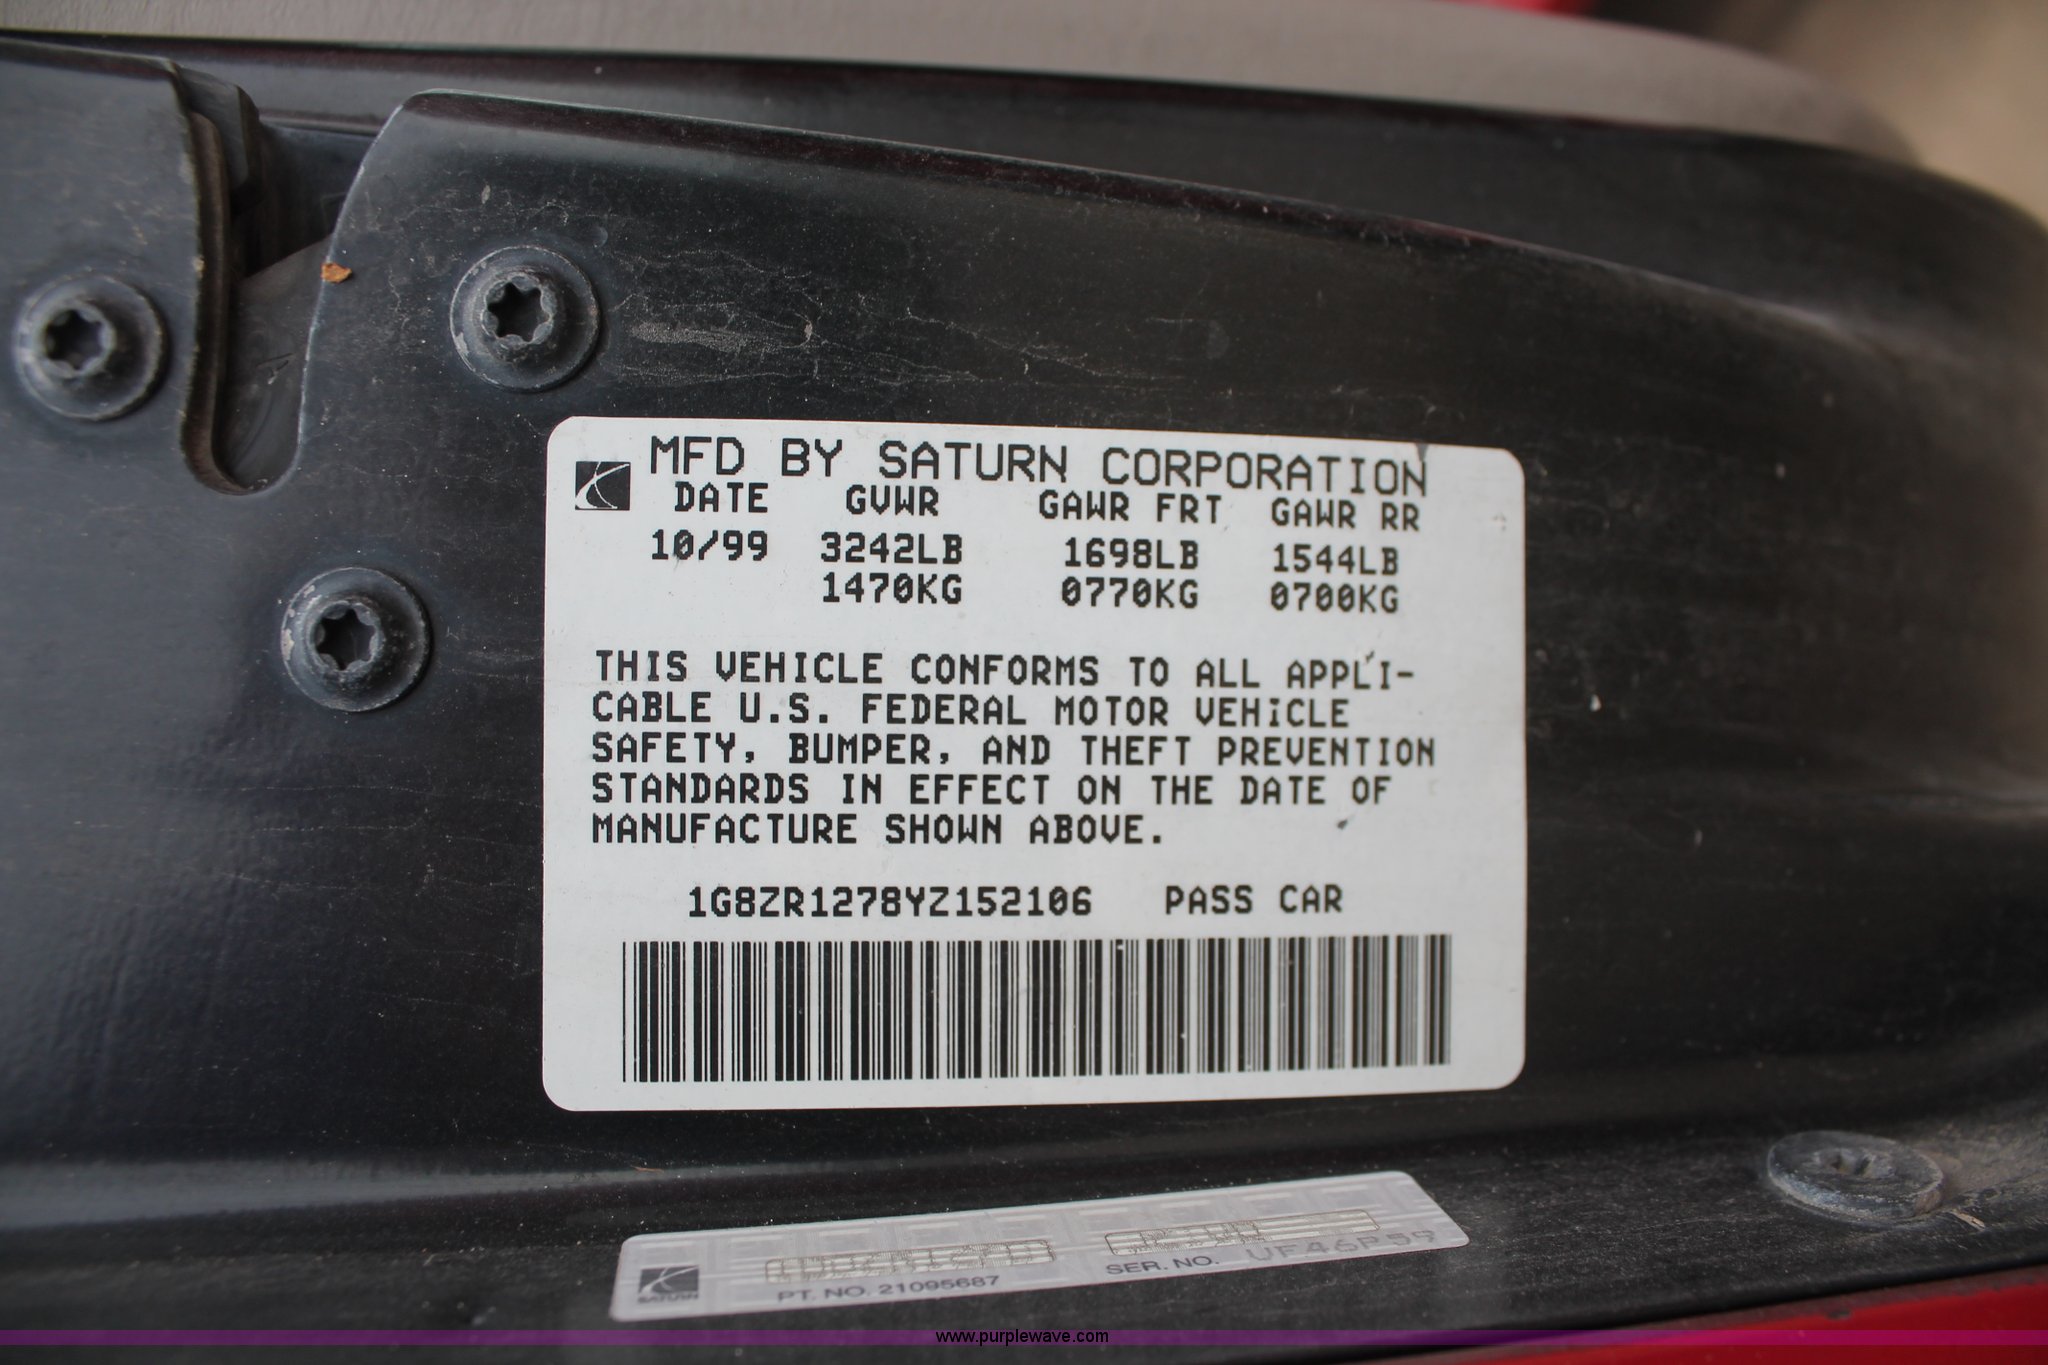 MFD BY SATURN CORPORATION
DATE GVWR GAWR FRT GAWR RR
10/99 3242LB 1698LB 1544LB
1470KG 0770KG 0700KG
THIS VEHICLE CONFORMS TO ALL APPLI-
CABLE U.S. FEDERAL MOTOR VEHICLE
SAFETY, BUMPER, AND THEFT PREVENTION
STANDARDS IN EFFECT ON THE DATE OF
MANUFACTURE SHOWN ABOVE.
1G8ZR1278YZ152106 PASS CAR
SATURN
PT. NO. 21095687
SER. NO. UF46P59
www.purplewave.com